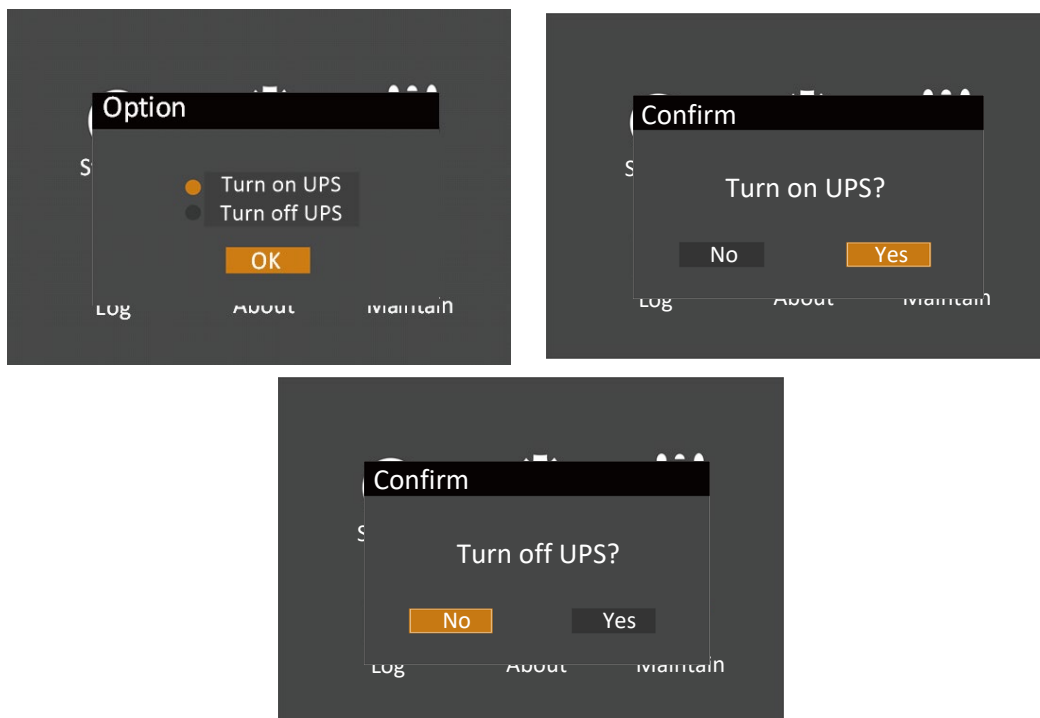 Option
S
Turn on UPS
Turn off UPS
OK
Log About Maintain
Confirm
S
Turn on UPS?
No Yes
Log About Maintain
Confirm
S
Turn off UPS?
No Yes
Log About Maintain